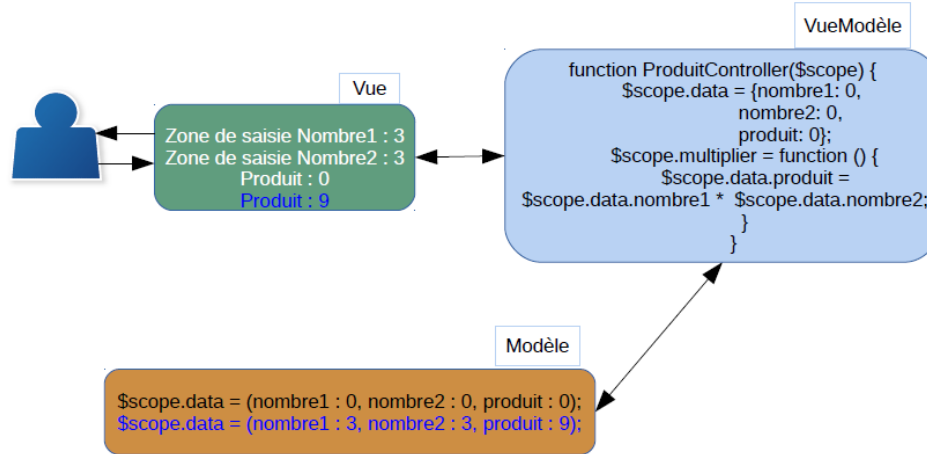 VueModèle
function ProduitController($scope) {
$scope.data = {nombre1: 0,
nombre2: 0,
produit: 0};
$scope.multiplier = function () {
$scope.data.produit =
$scope.data.nombre1 * $scope.data.nombre2;
}
}
Vue
Zone de saisie Nombre1 : 3
Zone de saisie Nombre2 : 3
Produit : 0
Produit : 9
Modèle
$scope.data = (nombre1 : 0, nombre2 : 0, produit : 0);
$scope.data = (nombre1 : 3, nombre2 : 3, produit : 9);